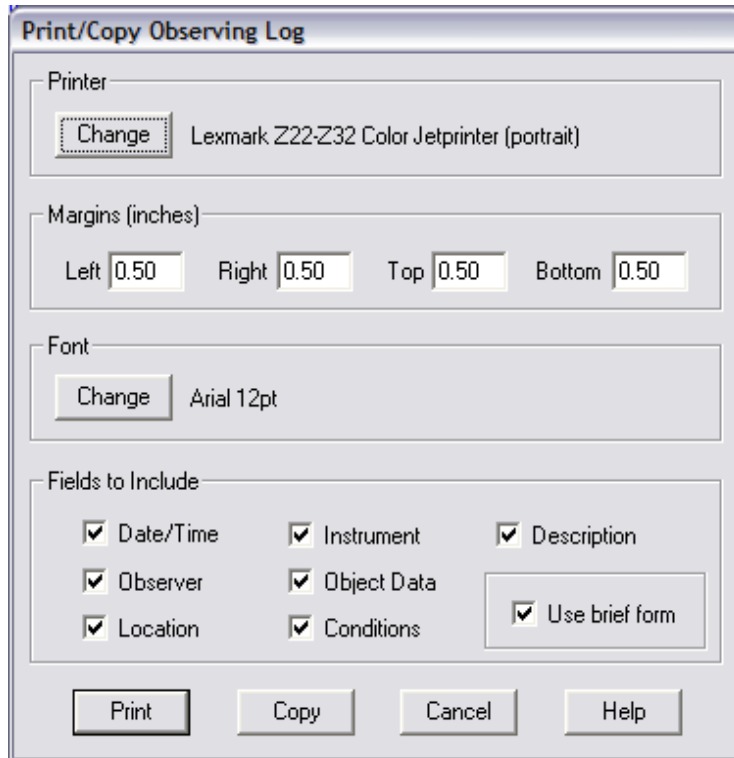 Print/Copy Observing Log
Printer
Change Lexmark Z22-Z32 Color Jetprinter (portrait)
Margins (inches)
Left 0.50 Right 0.50 Top 0.50 Bottom 0.50
Font
Change Arial 12pt
Fields to Include
Date/Time Instrument Description
Observer Object Data
Use brief form
Location Conditions
Print Copy Cancel Help